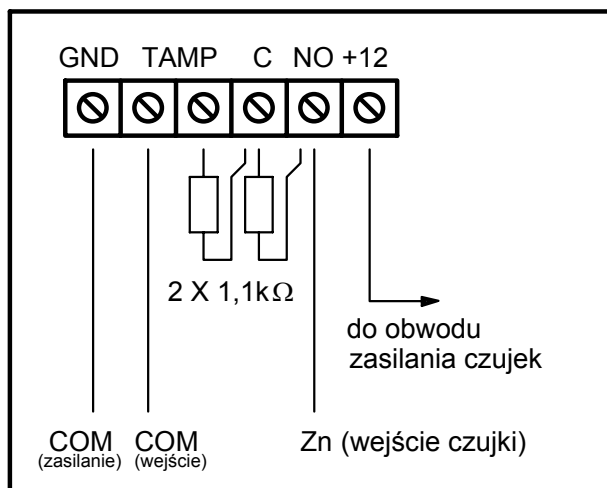 GND TAMP C NO +12
2 X 1,1kΩ
do obwodu
zasilania czujek
COM COM Zn (wejście czujki)
(zasilanie) (wejście)